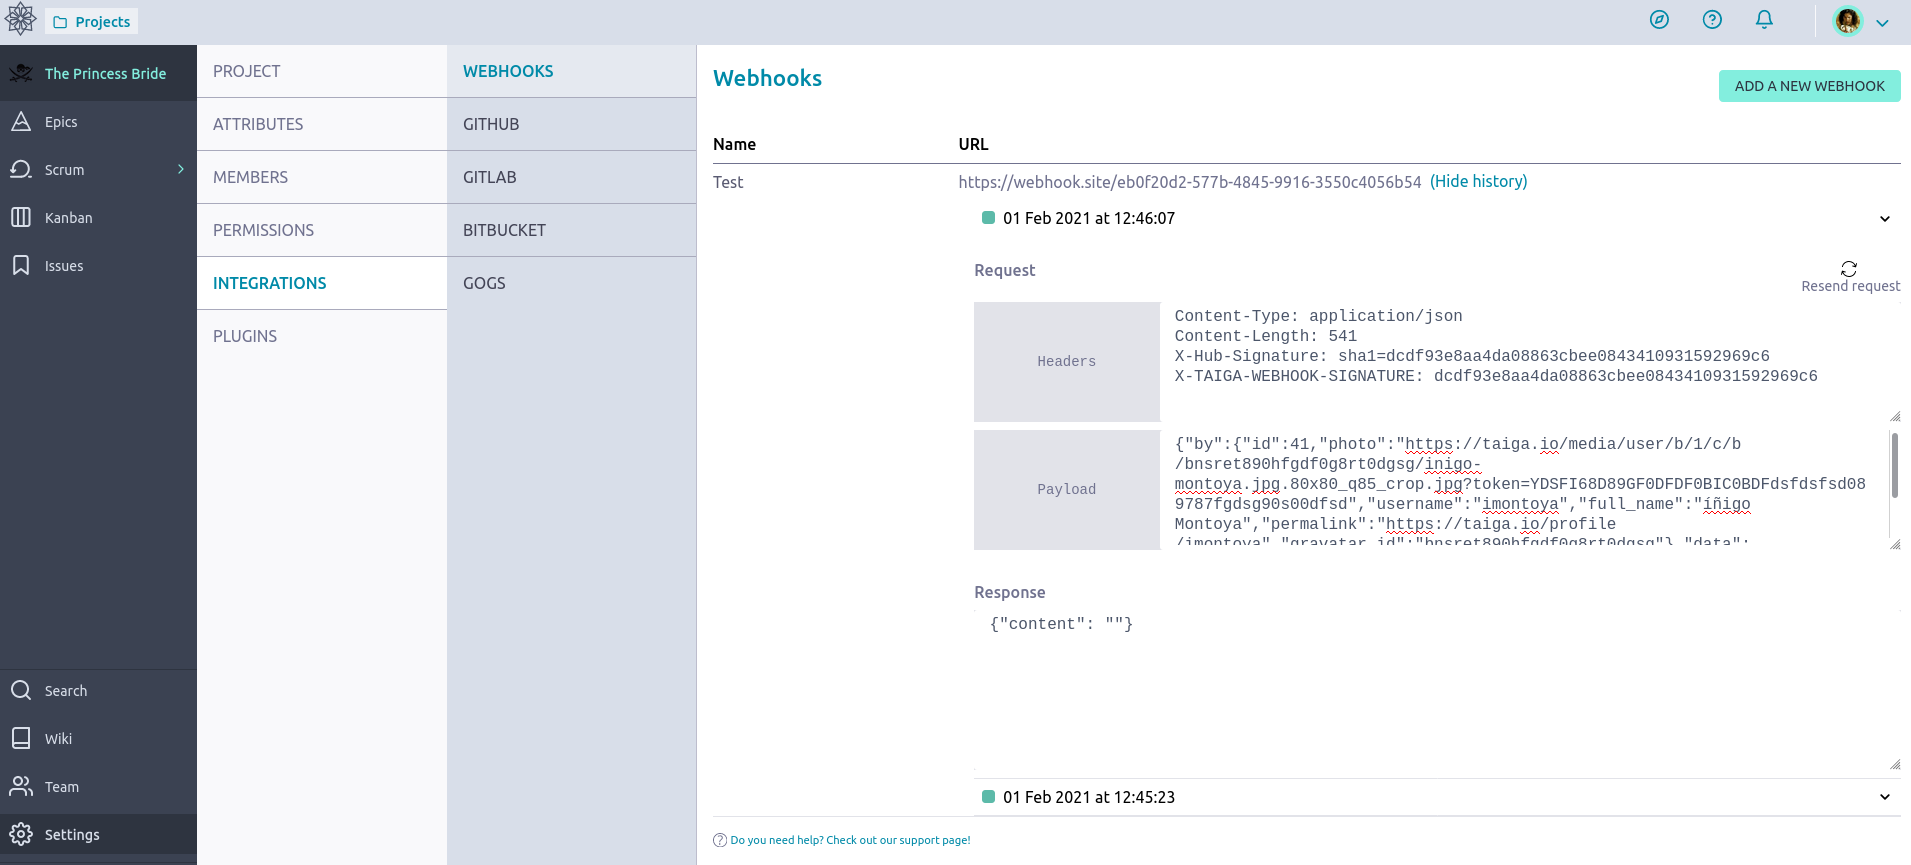 Projects
The Princess Bride
Epics
Scrum
Kanban
Issues
Search
Wiki
Team
Settings
PROJECT
ATTRIBUTES
MEMBERS
PERMISSIONS
INTEGRATIONS
PLUGINS
WEBHOOKS
GITHUB
GITLAB
BITBUCKET
GOGS
Webhooks
ADD A NEW WEBHOOK
Name URL
Test https://webhook.site/eb0f20d2-577b-4845-9916-3550c4056b54 (Hide history)
01 Feb 2021 at 12:46:07
Request
Resend request
Headers
Content-Type: application/json
Content-Length: 541
X-Hub-Signature: sha1=dcdf93e8aa4da08863cbee0843410931592969c6
X-TAIGA-WEBHOOK-SIGNATURE: dcdf93e8aa4da08863cbee0843410931592969c6
Payload
{"by":{"id":41,"photo":"https://taiga.io/media/user/b/1/c/b
/bnsret890hfgdf0g8rt0dgsg/inigo-
montoya.jpg.80x80_q85_crop.jpg?token=YDSFI68D89GF0DFDF0BIC0BDFdsfdsfsd08
9787fgdsg90s00dfsd","username":"imontoya","full_name":"íñigo
Montoya","permalink":"https://taiga.io/profile
/imontoya","gravatar_id":"bnsret890hfgdf0g8rt0dgsg"},"data":
Response
{"content": ""}
01 Feb 2021 at 12:45:23
Do you need help? Check out our support page!